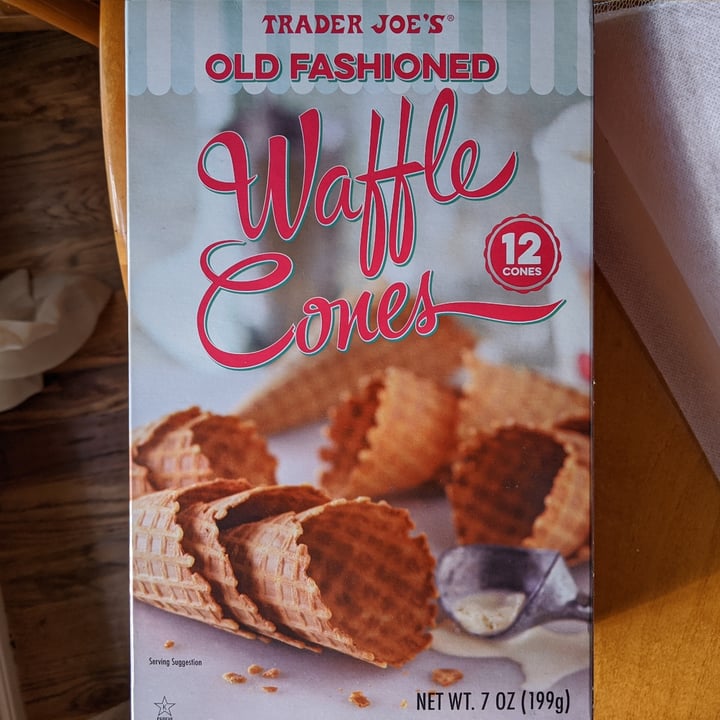 TRADER JOE'S®
OLD FASHIONED
Waffle
Cones
12
CONES
Serving Suggestion
K
NET WT. 7 OZ (199g)